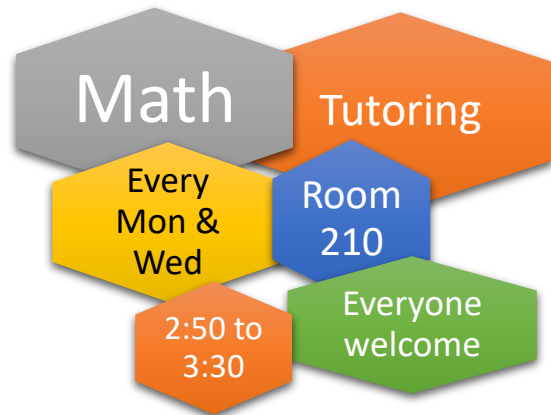 Math
Tutoring
Every
Mon &
Wed
Room
210
2:50 to
3:30
Everyone
welcome